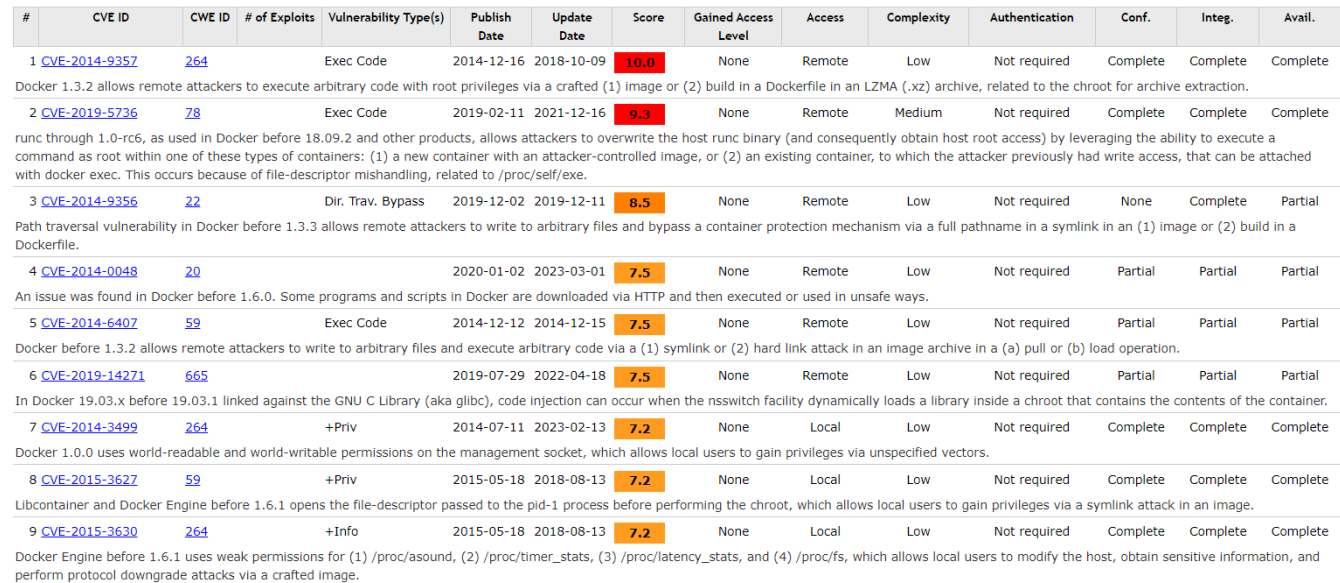 # CVE ID CWE ID # of Exploits Vulnerability Type(s) Publish Date Update Date Score Gained Access Level Access Complexity Authentication Conf. Integ. Avail.
1 CVE-2014-9357 264 Exec Code 2014-12-16 2018-10-09 10.0 None Remote Low Not required Complete Complete Complete
Docker 1.3.2 allows remote attackers to execute arbitrary code with root privileges via a crafted (1) image or (2) build in a Dockerfile in an LZMA (.xz) archive, related to the chroot for archive extraction.
2 CVE-2019-5736 78 Exec Code 2019-02-11 2021-12-16 9.3 None Remote Medium Not required Complete Complete Complete
runc through 1.0-rc6, as used in Docker before 18.09.2 and other products, allows attackers to overwrite the host runc binary (and consequently obtain host root access) by leveraging the ability to execute a
command as root within one of these types of containers: (1) a new container with an attacker-controlled image, or (2) an existing container, to which the attacker previously had write access, that can be attached
with docker exec. This occurs because of file-descriptor mishandling, related to /proc/self/exe.
3 CVE-2014-9356 22 Dir. Trav. Bypass 2019-12-02 2019-12-11 8.5 None Remote Low Not required None Complete Partial
Path traversal vulnerability in Docker before 1.3.3 allows remote attackers to write to arbitrary files and bypass a container protection mechanism via a full pathname in a symlink in an (1) image or (2) build in a
Dockerfile.
4 CVE-2014-0048 20 2020-01-02 2023-03-01 7.5 None Remote Low Not required Partial Partial Partial
An issue was found in Docker before 1.6.0. Some programs and scripts in Docker are downloaded via HTTP and then executed or used in unsafe ways.
5 CVE-2014-6407 59 Exec Code 2014-12-12 2014-12-15 7.5 None Remote Low Not required Partial Partial Partial
Docker before 1.3.2 allows remote attackers to write to arbitrary files and execute arbitrary code via a (1) symlink or (2) hard link attack in an image archive in a (a) pull or (b) load operation.
6 CVE-2019-14271 665 2019-07-29 2022-04-18 7.5 None Remote Low Not required Partial Partial Partial
In Docker 19.03.x before 19.03.1 linked against the GNU C Library (aka glibc), code injection can occur when the nsswitch facility dynamically loads a library inside a chroot that contains the contents of the container.
7 CVE-2014-3499 264 +Priv 2014-07-11 2023-02-13 7.2 None Local Low Not required Complete Complete Complete
Docker 1.0.0 uses world-readable and world-writable permissions on the management socket, which allows local users to gain privileges via unspecified vectors.
8 CVE-2015-3627 59 +Priv 2015-05-18 2018-08-13 7.2 None Local Low Not required Complete Complete Complete
Libcontainer and Docker Engine before 1.6.1 opens the file-descriptor passed to the pid-1 process before performing the chroot, which allows local users to gain privileges via a symlink attack in an image.
9 CVE-2015-3630 264 +Info 2015-05-18 2018-08-13 7.2 None Local Low Not required Complete Complete Complete
Docker Engine before 1.6.1 uses weak permissions for (1) /proc/asound, (2) /proc/timer_stats, (3) /proc/latency_stats, and (4) /proc/fs, which allows local users to modify the host, obtain sensitive information, and
perform protocol downgrade attacks via a crafted image.